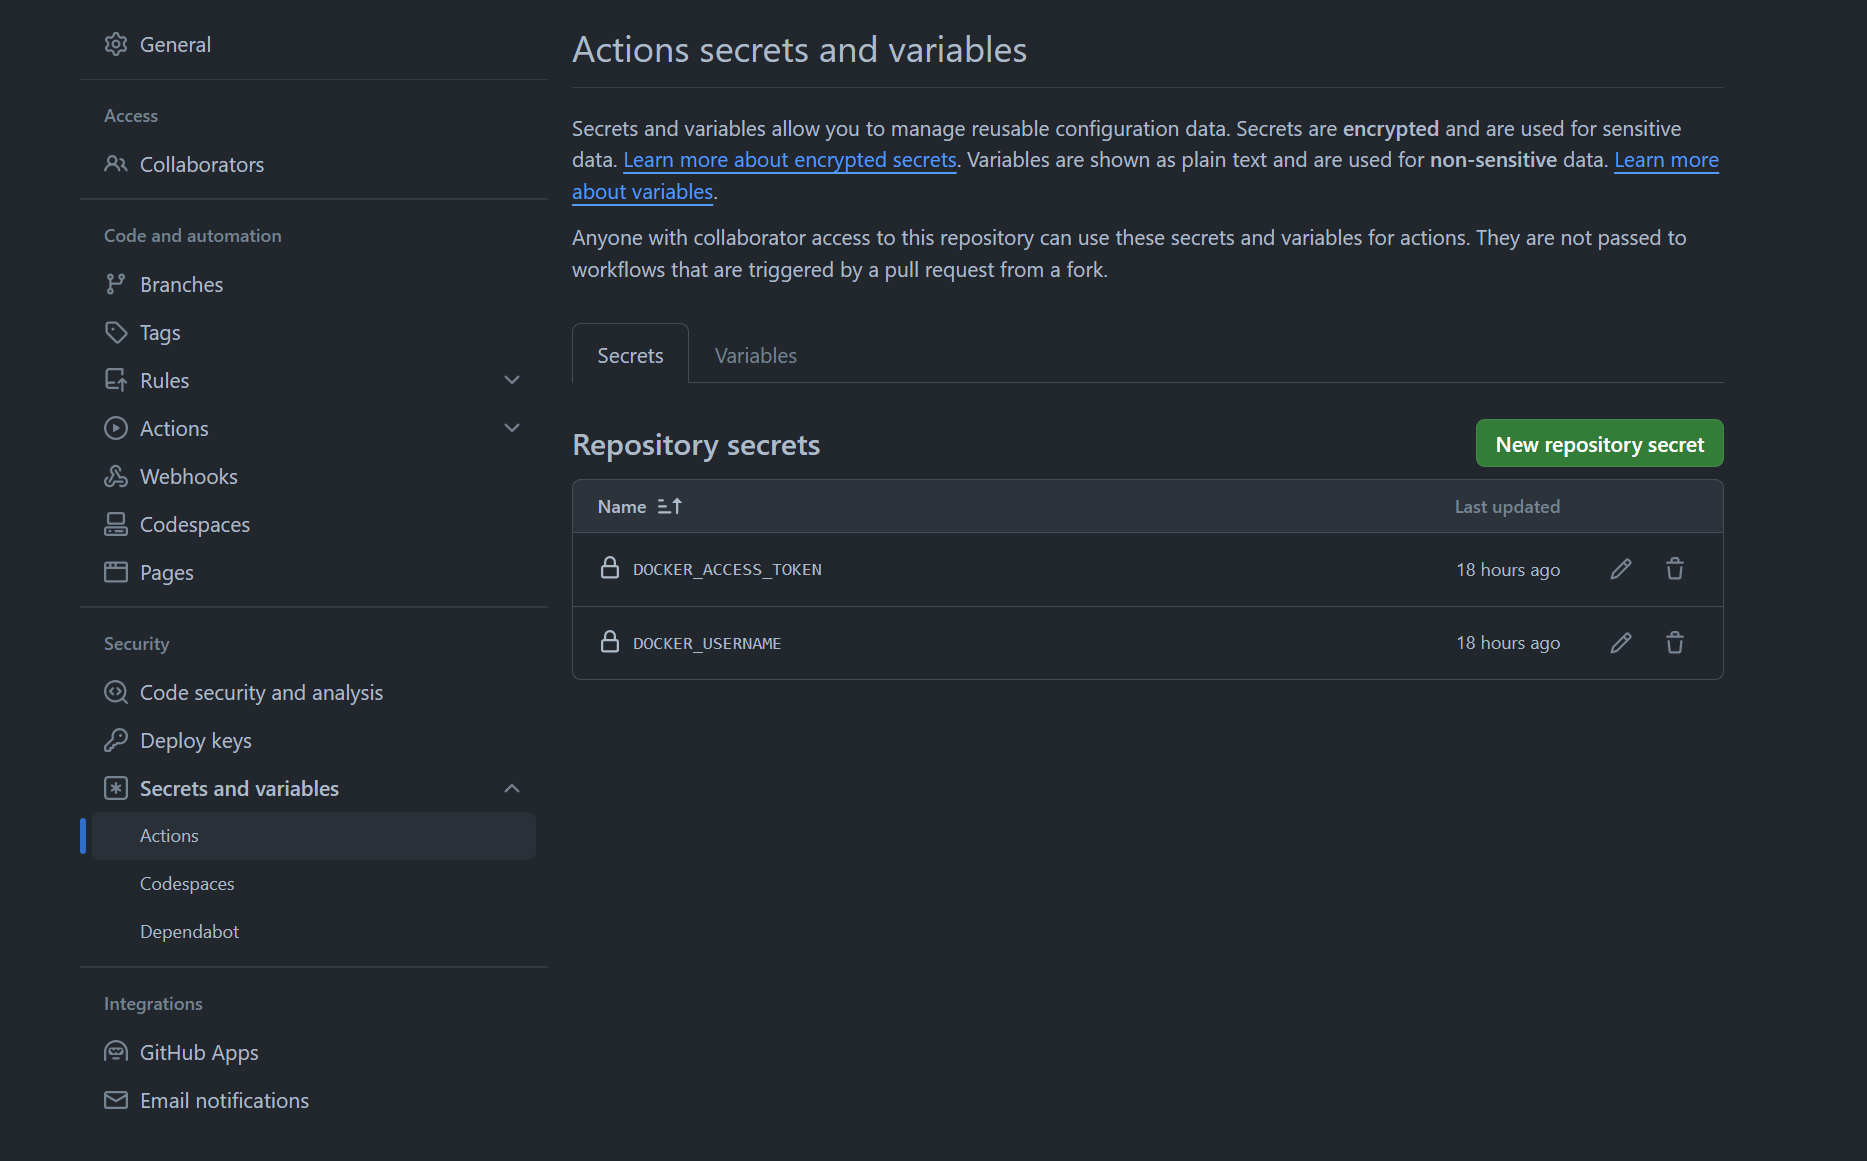 General
Access
Collaborators
Code and automation
Branches
Tags
Rules
Actions
Webhooks
Codespaces
Pages
Security
Code security and analysis
Deploy keys
Secrets and variables
Actions
Codespaces
Dependabot
Integrations
GitHub Apps
Email notifications
Actions secrets and variables
Secrets and variables allow you to manage reusable configuration data. Secrets are encrypted and are used for sensitive
data. Learn more about encrypted secrets. Variables are shown as plain text and are used for non-sensitive data. Learn more
about variables.
Anyone with collaborator access to this repository can use these secrets and variables for actions. They are not passed to
workflows that are triggered by a pull request from a fork.
Secrets Variables
Repository secrets New repository secret
Name Last updated
DOCKER_ACCESS_TOKEN 18 hours ago
DOCKER_USERNAME 18 hours ago